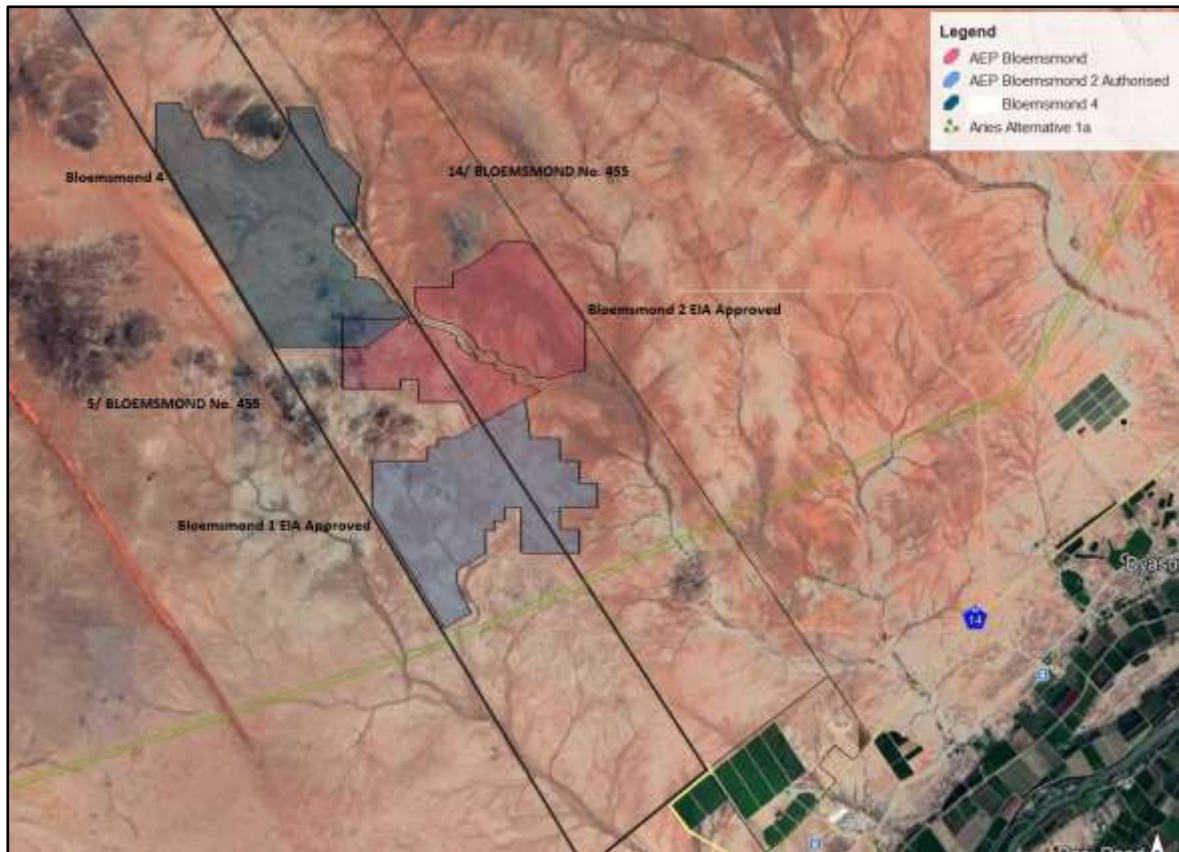 Legend
AEP Bloemsmond
AEP Bloemsmond 2 Authorised
Bloemsmond 4
Aries Alternative 1a
Bloemsmond 4
14/ BLOEMSMOND No. 455
Bloemsmond 2 EIA Approved
5/ BLOEMSMOND No. 455
Bloemsmond 1 EIA Approved
14